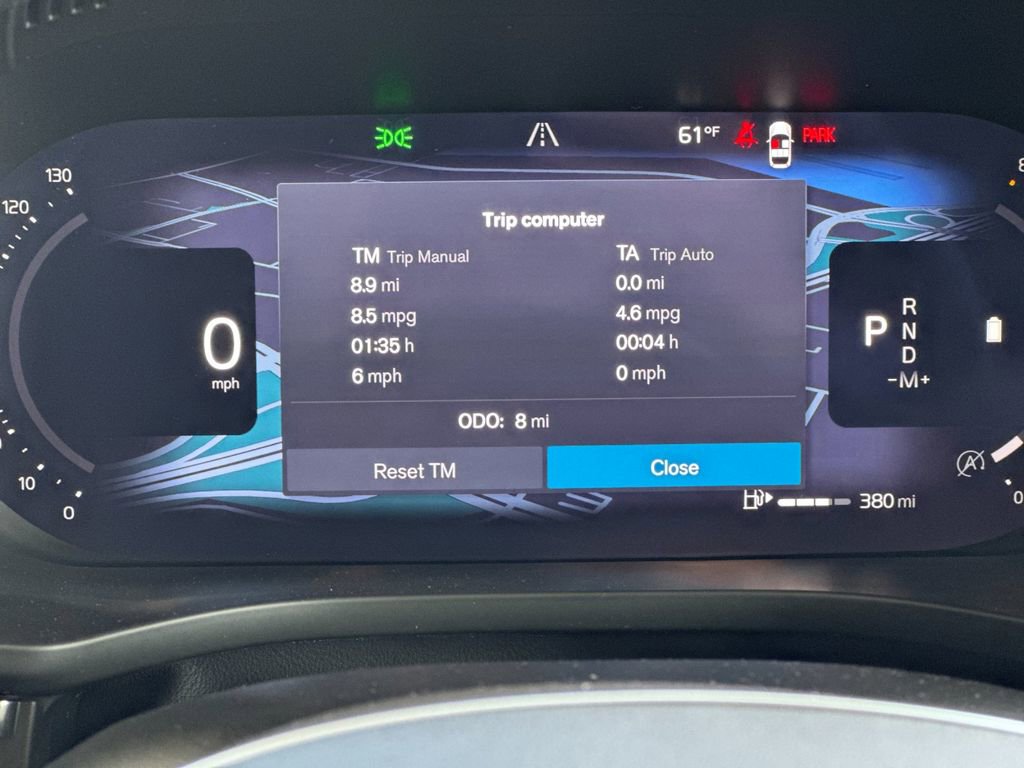 61°F PARK
130
120
Trip computer
TM Trip Manual
8.9 mi
8.5 mpg
01:35 h
6 mph
TA Trip Auto
0.0 mi
4.6 mpg
00:04 h
0 mph
ODO: 8 mi
Reset TM
Close
0
mph
P
R
N
D
-M+
10
0
A
380 mi
8
0